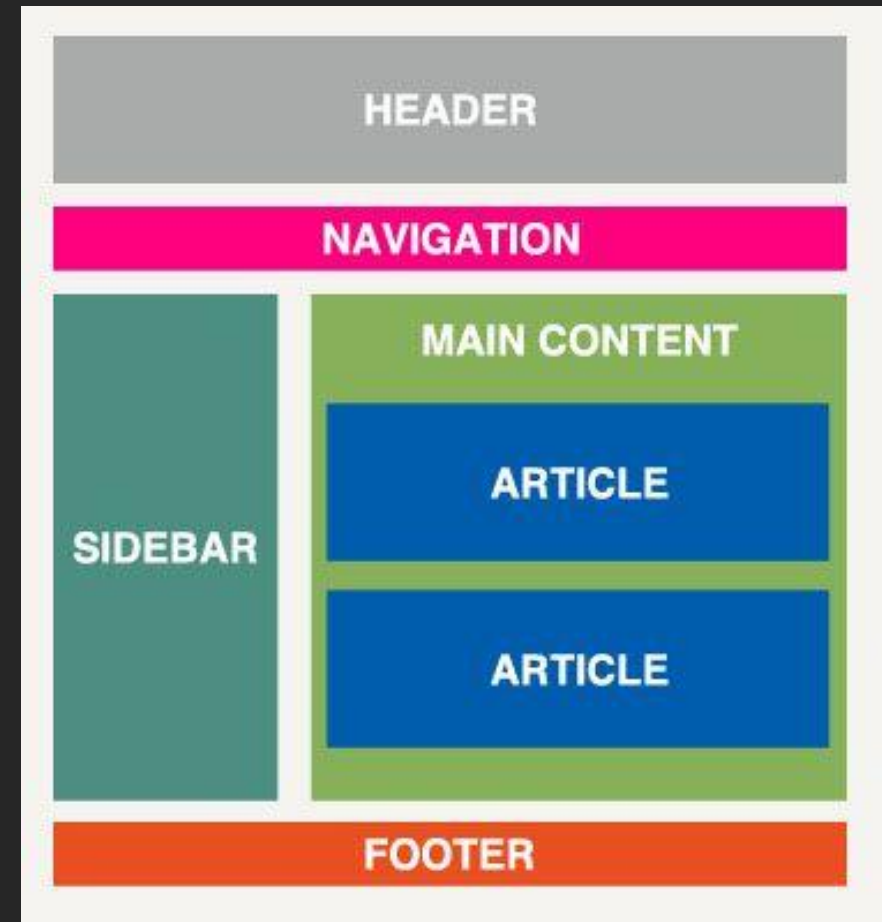 HEADER
NAVIGATION
MAIN CONTENT
ARTICLE
SIDEBAR
ARTICLE
FOOTER